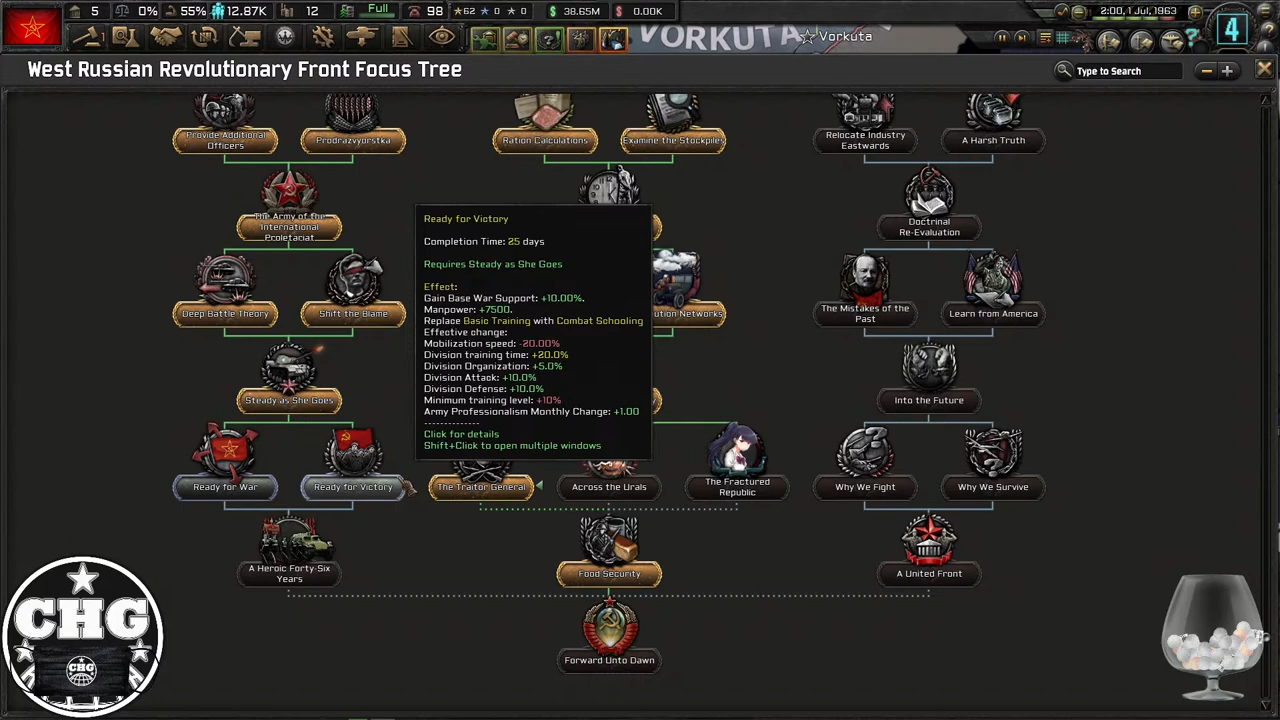 5
0%
55%
12.87K
12
Full
98
62
0
0
38.65M
0.00K
2:00, 1 Jul, 1963
4
VORKUTA
Vorkuta
West Russian Revolutionary Front Focus Tree
Type to Search
Provide Additional
Officers
Prodrazvyorstka
Ration Calculations
Examine the Stockpiles
Relocate Industry
Eastwards
A Harsh Truth
The Army of the
International
Proletariat
Doctrinal
Re-Evaluation
Ready for Victory
Completion Time: 25 days
Requires Steady as She Goes
Effect:
Gain Base War Support: +10.00%.
Manpower: +7500.
Replace Basic Training with Combat Schooling
Effective change:
Mobilization speed: -20.00%
Division training time: +20.0%
Division Organization: +5.0%
Division Attack: +10.0%
Division Defense: +10.0%
Minimum training level: +10%
Army Professionalism Monthly Change: +1.00
--------------
Click for details
Shift+Click to open multiple windows
Deep Battle Theory
Shift the Blame
ution Networks
The Mistakes of the
Past
Learn from America
Steady as She Goes
Into the Future
Ready for War
Ready for Victory
The Traitor General
Across the Urals
The Fractured
Republic
Why We Fight
Why We Survive
A Heroic Forty-Six
Years
Food Security
A United Front
Forward Unto Dawn
CHG
CHG